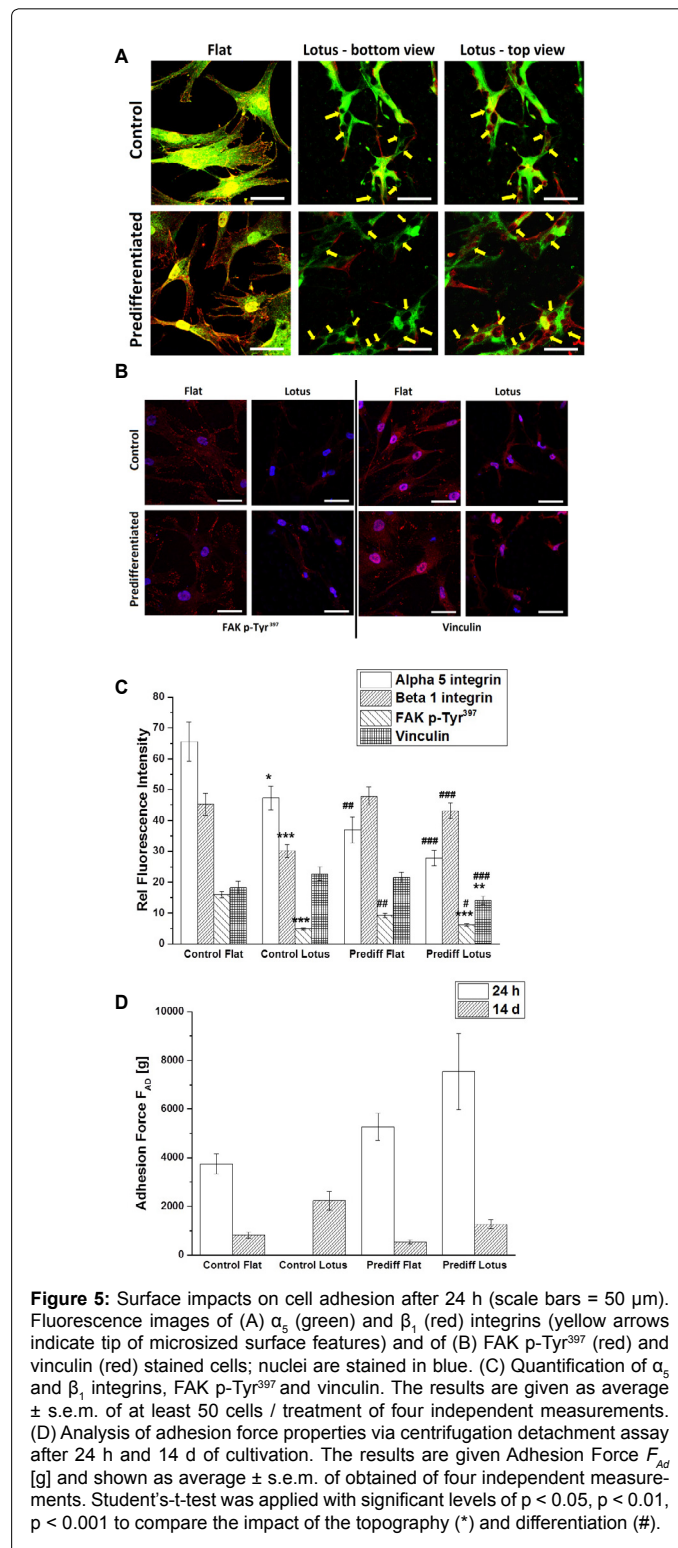 A
Flat
Lotus - bottom view
Lotus - top view
Control
Predifferentiated
B
Flat
Lotus
Flat
Lotus
Control
Predifferentiated
FAK p-Tyr³⁹⁷
Vinculin
C
Alpha 5 integrin
Beta 1 integrin
FAK p-Tyr³⁹⁷
Vinculin
Rel Fluorescence Intensity
80
70
60
50
40
30
20
10
0
*
***
***
##
##
###
###
#
***
###
**
Control Flat
Control Lotus
Prediff Flat
Prediff Lotus
D
24 h
14 d
Adhesion Force F_AD [g]
10000
8000
6000
4000
2000
0
Control Flat
Control Lotus
Prediff Flat
Prediff Lotus
Figure 5: Surface impacts on cell adhesion after 24 h (scale bars = 50 µm).
Fluorescence images of (A) α₅ (green) and β₁ (red) integrins (yellow arrows
indicate tip of microsized surface features) and of (B) FAK p-Tyr³⁹⁷ (red) and
vinculin (red) stained cells; nuclei are stained in blue. (C) Quantification of α₅
and β₁ integrins, FAK p-Tyr³⁹⁷ and vinculin. The results are given as average
± s.e.m. of at least 50 cells / treatment of four independent measurements.
(D) Analysis of adhesion force properties via centrifugation detachment assay
after 24 h and 14 d of cultivation. The results are given Adhesion Force F_Ad
[g] and shown as average ± s.e.m. of obtained of four independent measure-
ments. Student's-t-test was applied with significant levels of p < 0.05, p < 0.01,
p < 0.001 to compare the impact of the topography (*) and differentiation (#).